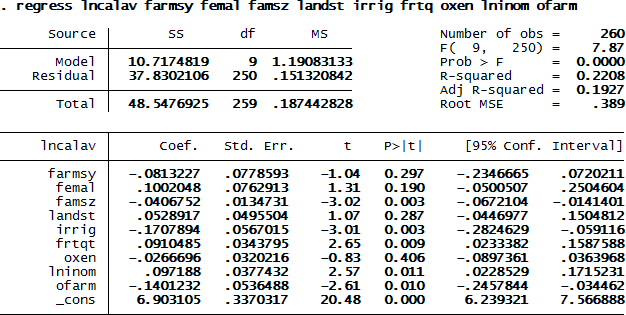 . regress lncalav farmsy femal famsz landst irrig frtq oxen lninom ofarm
Source SS df MS Number of obs = 260
F( 9, 250) = 7.87
Model 10.7174819 9 1.19083133 Prob > F = 0.0000
Residual 37.8302106 250 .151320842 R-squared = 0.2208
Adj R-squared = 0.1927
Total 48.5476925 259 .187442828 Root MSE = .389
lncalav Coef. Std. Err. t P>|t| [95% Conf. Interval]
farmsy -.0813227 .0778593 -1.04 0.297 -.2346665 .0720211
femal .1002048 .0762913 1.31 0.190 -.0500507 .2504604
famsz -.0406752 .0134731 -3.02 0.003 -.0672104 -.0141401
landst .0528917 .0495504 1.07 0.287 -.0446977 .1504812
irrig -.1707894 .0567015 -3.01 0.003 -.2824629 -.059116
frtqt .0910485 .0343795 2.65 0.009 .0233382 .1587588
oxen -.0266696 .0320216 -0.83 0.406 -.0897361 .0363968
lninom .097188 .0377432 2.57 0.011 .0228529 .1715231
ofarm -.1401232 .0536488 -2.61 0.010 -.2457844 -.034462
_cons 6.903105 .3370317 20.48 0.000 6.239321 7.566888